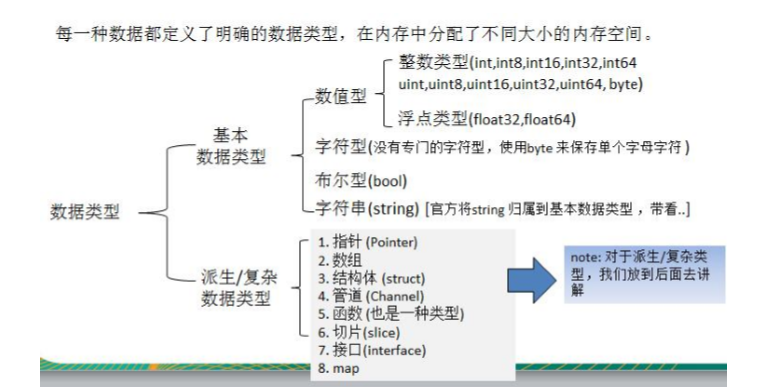 每一种数据都定义了明确的数据类型，在内存中分配了不同大小的内存空间。
整数类型(int,int8,int16,int32,int64
uint,uint8,uint16,uint32,uint64, byte)
数值型
浮点类型(float32,float64)
基本
数据类型
字符型(没有专门的字符型，使用byte 来保存单个字母字符 )
布尔型(bool)
字符串(string) [官方将string 归属到基本数据类型 ，带看..]
数据类型
派生/复杂
数据类型
1. 指针 (Pointer)
2. 数组
3. 结构体 (struct)
4. 管道 (Channel)
5. 函数 (也是一种类型)
6. 切片(slice)
7. 接口(interface)
8. map
note: 对于派生/复杂类
型，我们放到后面去讲
解